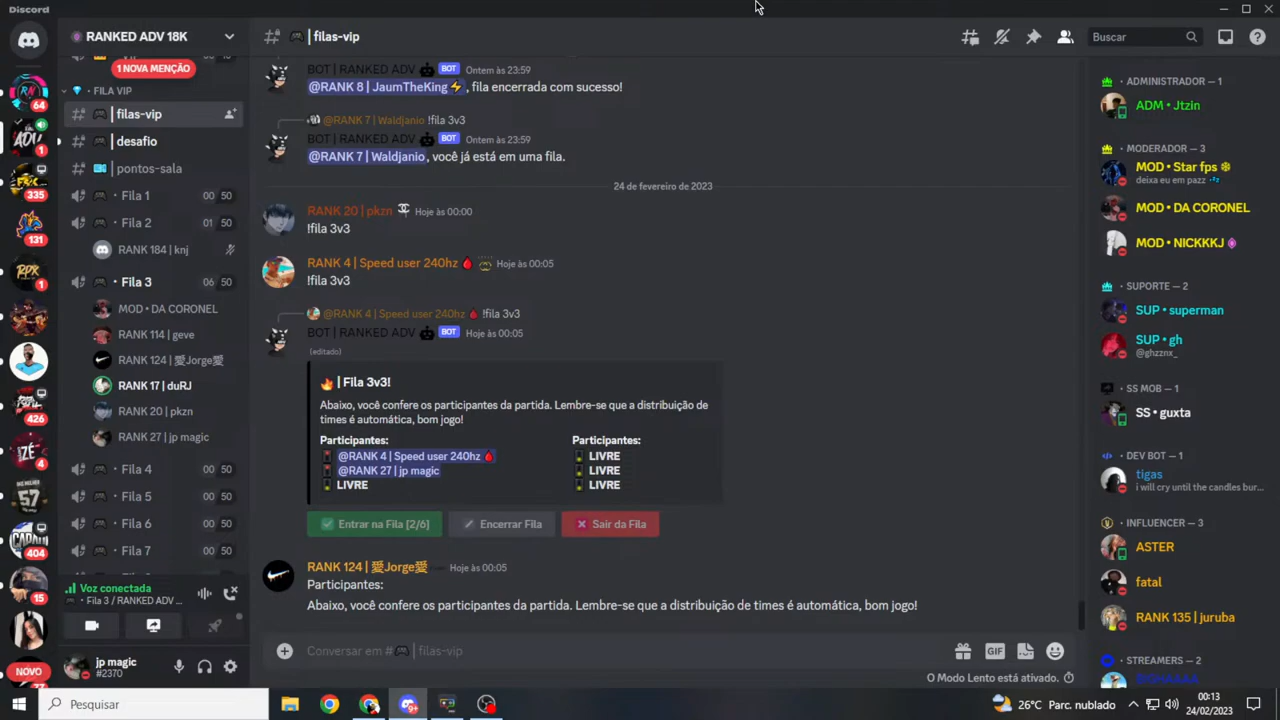 Discord
RANKED ADV 18K
1 NOVA MENÇÃO
FILA VIP
filas-vip
desafio
pontos-sala
Fila 1 00 50
Fila 2 01 50
RANK 184 | knj
Fila 3 06 50
MOD • DA CORONEL
RANK 114 | geve
RANK 124 | 愛Jorge愛
RANK 17 | duRJ
RANK 20 | pkzn
RANK 27 | jp magic
Fila 4 00 50
Fila 5 00 50
Fila 6 00 50
Fila 7 00 50
Voz conectada
Fila 3 / RANKED ADV ...
jp magic
#2370
64
1
335
131
1
426
4
57
404
15
NOVO
# | filas-vip
Buscar
BOT | RANKED ADV BOT Ontem às 23:59
@RANK 8 | JaumTheKing⚡, fila encerrada com sucesso!
@RANK 7 | Waldjanio !fila 3v3
BOT | RANKED ADV BOT Ontem às 23:59
@RANK 7 | Waldjanio, você já está em uma fila.
24 de fevereiro de 2023
RANK 20 | pkzn Hoje às 00:00
!fila 3v3
RANK 4 | Speed user 240hz Hoje às 00:05
!fila 3v3
@RANK 4 | Speed user 240hz !fila 3v3
BOT | RANKED ADV BOT Hoje às 00:05
(editado)
| Fila 3v3!
Abaixo, você confere os participantes da partida. Lembre-se que a distribuição de
times é automática, bom jogo!
Participantes: Participantes:
@RANK 4 | Speed user 240hz LIVRE
@RANK 27 | jp magic LIVRE
LIVRE LIVRE
Entrar na Fila [2/6] Encerrar Fila Sair da Fila
RANK 124 | 愛Jorge愛 Hoje às 00:05
Participantes:
Abaixo, você confere os participantes da partida. Lembre-se que a distribuição de times é automática, bom jogo!
Conversar em # | filas-vip
GIF
O Modo Lento está ativado.
ADMINISTRADOR — 1
ADM • Jtzin
MODERADOR — 3
MOD • Star fps
deixa eu em pazz
MOD • DA CORONEL
MOD • NICKKKJ
SUPORTE — 2
SUP • superman
SUP • gh
@ghzznx_
SS MOB — 1
SS • guxta
DEV BOT — 1
tigas
i will cry until the candles bur...
INFLUENCER — 3
ASTER
fatal
RANK 135 | juruba
STREAMERS — 2
Pesquisar
26°C Parc. nublado
00:13
24/02/2023